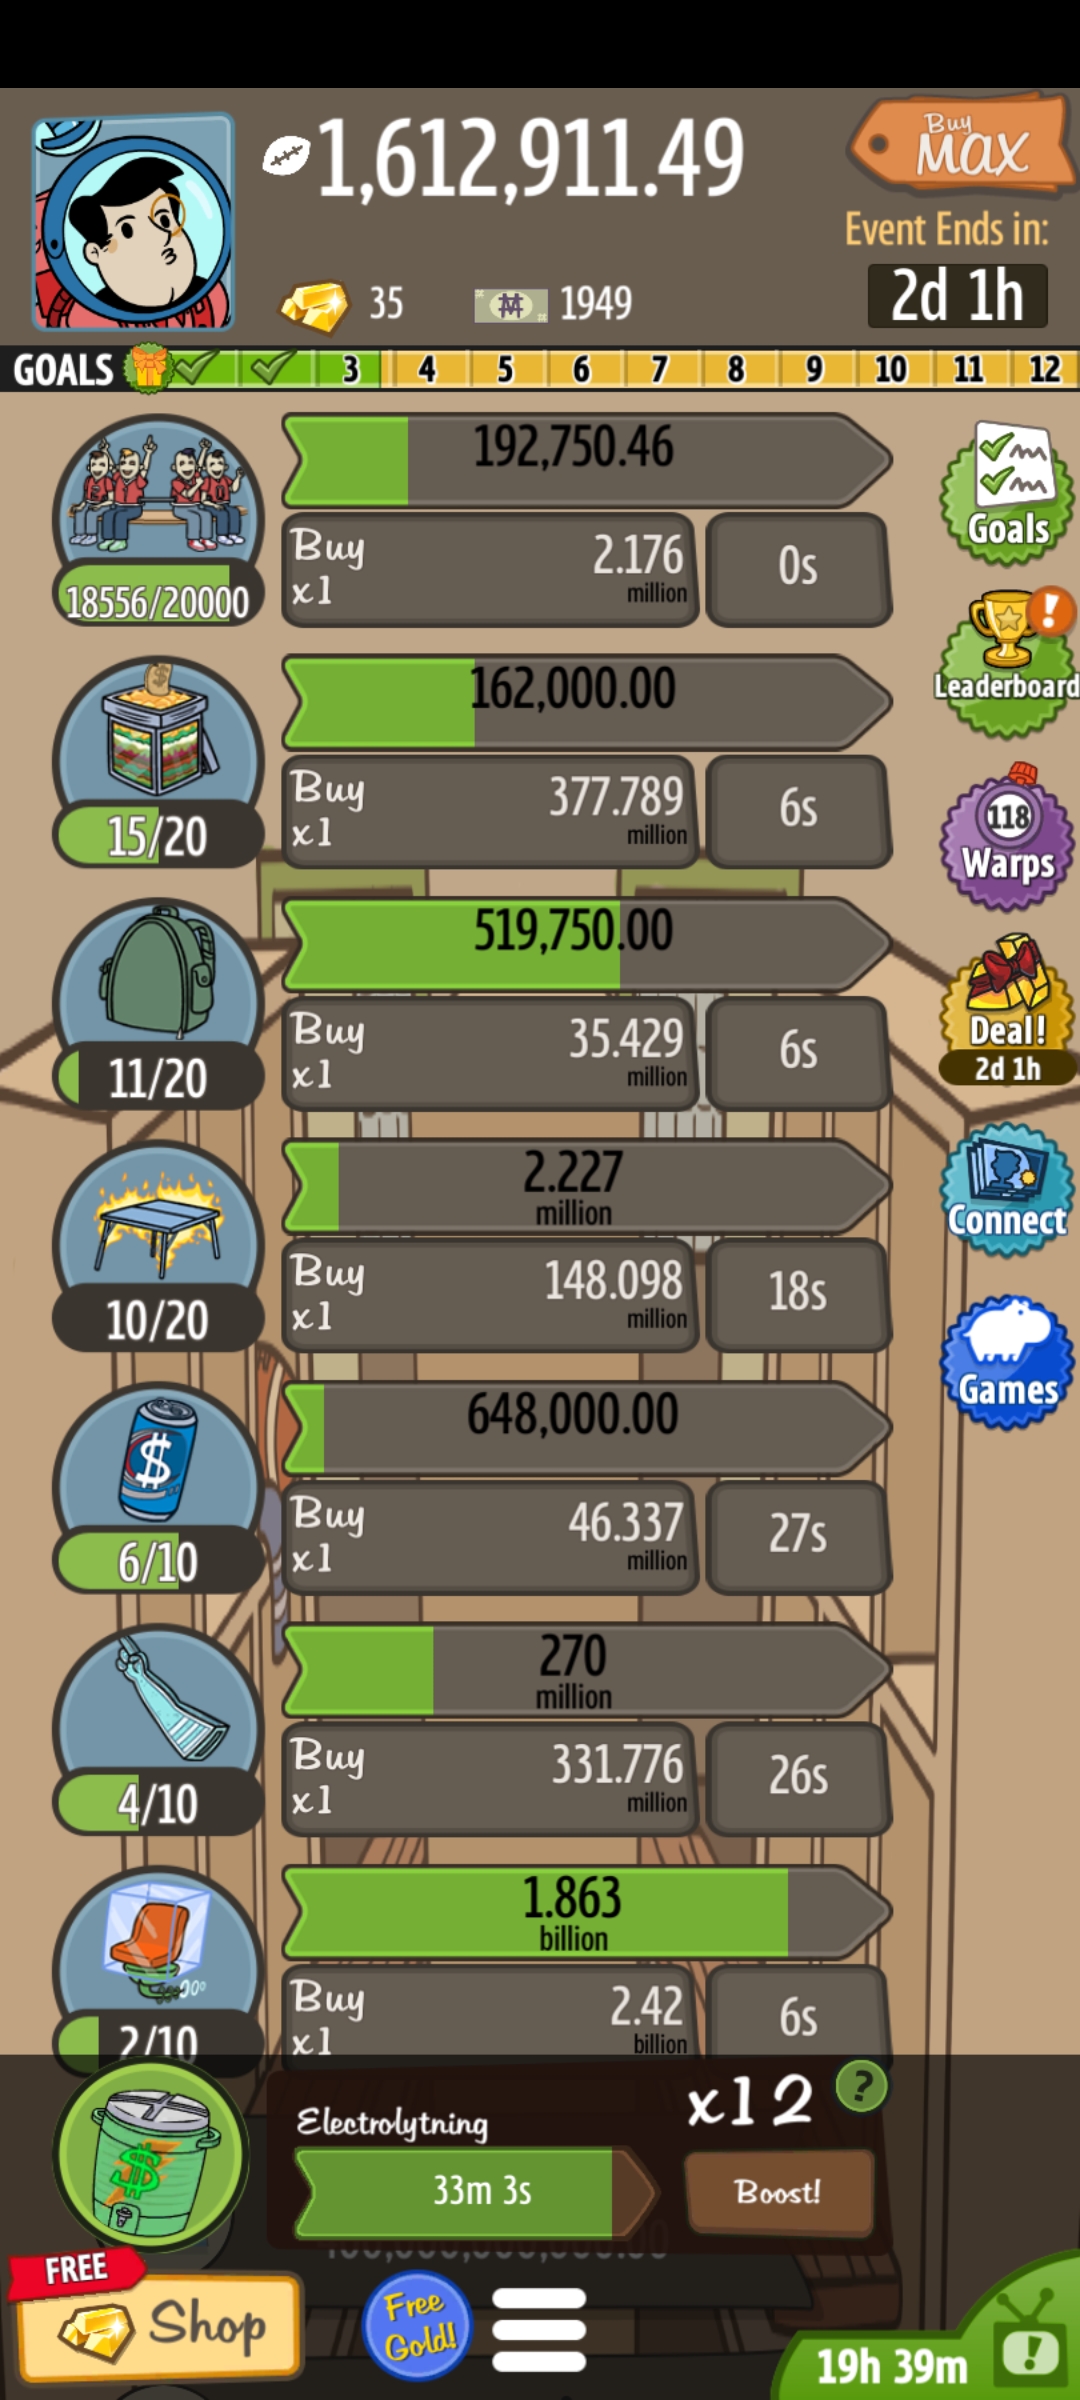 1,612,911.49
Buy
MAX
Event Ends in:
2d 1h
35
1949
GOALS 3 4 5 6 7 8 9 10 11 12
192,750.46
Buy
x1
2.176
million
0s
18556/20000
Goals
162,000.00
Buy
x1
377.789
million
6s
15/20
Leaderboard
519,750.00
Buy
x1
35.429
million
6s
11/20
118
Warps
Deal!
2d 1h
2.227
million
Buy
x1
148.098
million
18s
10/20
Connect
648,000.00
Buy
x1
46.337
million
27s
6/10
Games
270
million
Buy
x1
331.776
million
26s
4/10
1.863
billion
Buy
x1
2.42
billion
6s
2/10
Electrolytning
x12
?
33m 3s
Boost!
FREE
Shop
Free
Gold!
19h 39m